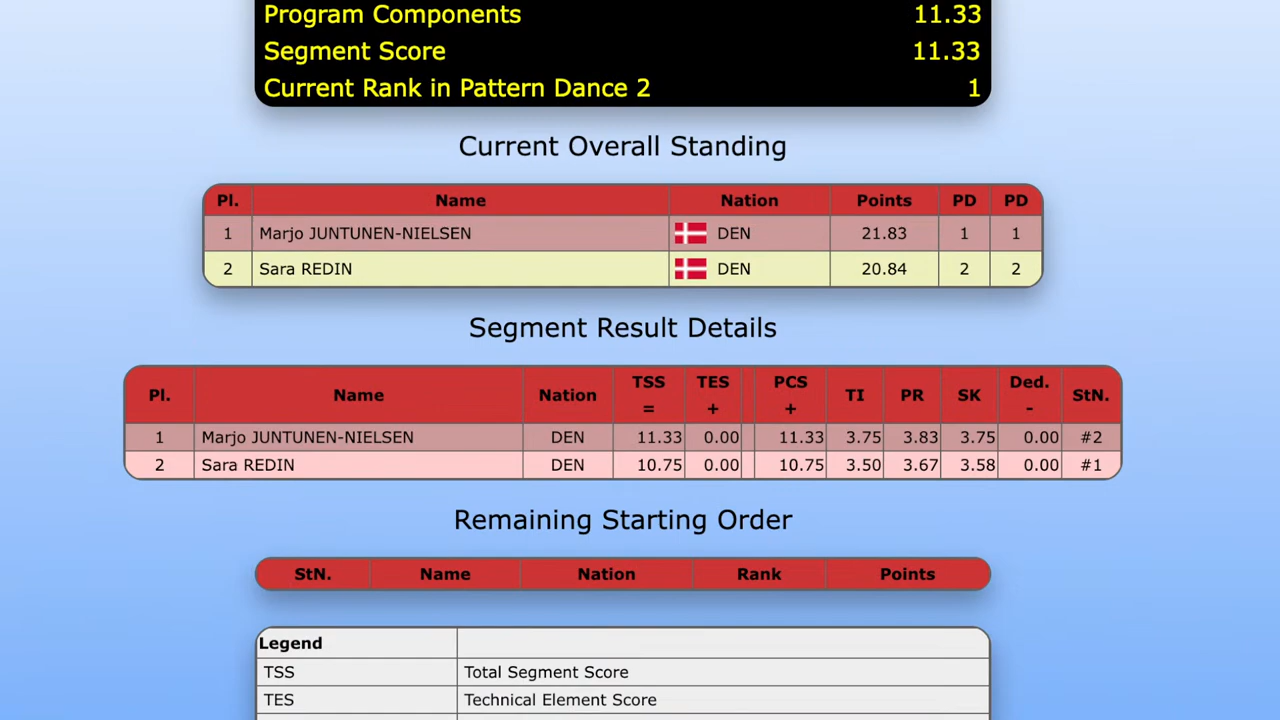 Program Components 11.33
Segment Score 11.33
Current Rank in Pattern Dance 2 1
Current Overall Standing
Pl. Name Nation Points PD PD
1 Marjo JUNTUNEN-NIELSEN DEN 21.83 1 1
2 Sara REDIN DEN 20.84 2 2
Segment Result Details
Pl. Name Nation TSS = TES + PCS + TI PR SK Ded. - StN.
1 Marjo JUNTUNEN-NIELSEN DEN 11.33 0.00 11.33 3.75 3.83 3.75 0.00 #2
2 Sara REDIN DEN 10.75 0.00 10.75 3.50 3.67 3.58 0.00 #1
Remaining Starting Order
StN. Name Nation Rank Points
Legend
TSS Total Segment Score
TES Technical Element Score